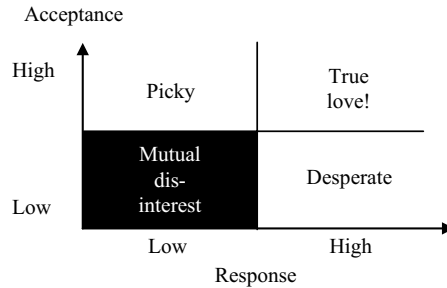 Acceptance
High
Picky
True
love!
Mutual
dis-
interest
Desperate
Low
Low
High
Response